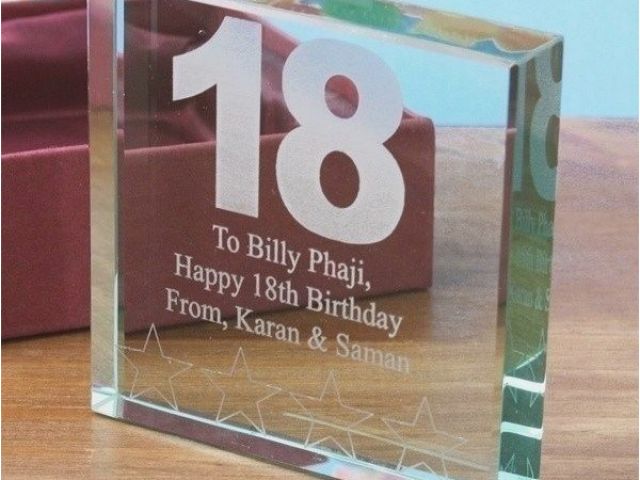 18
To Billy Phaji,
Happy 18th Birthday
From, Karan & Saman